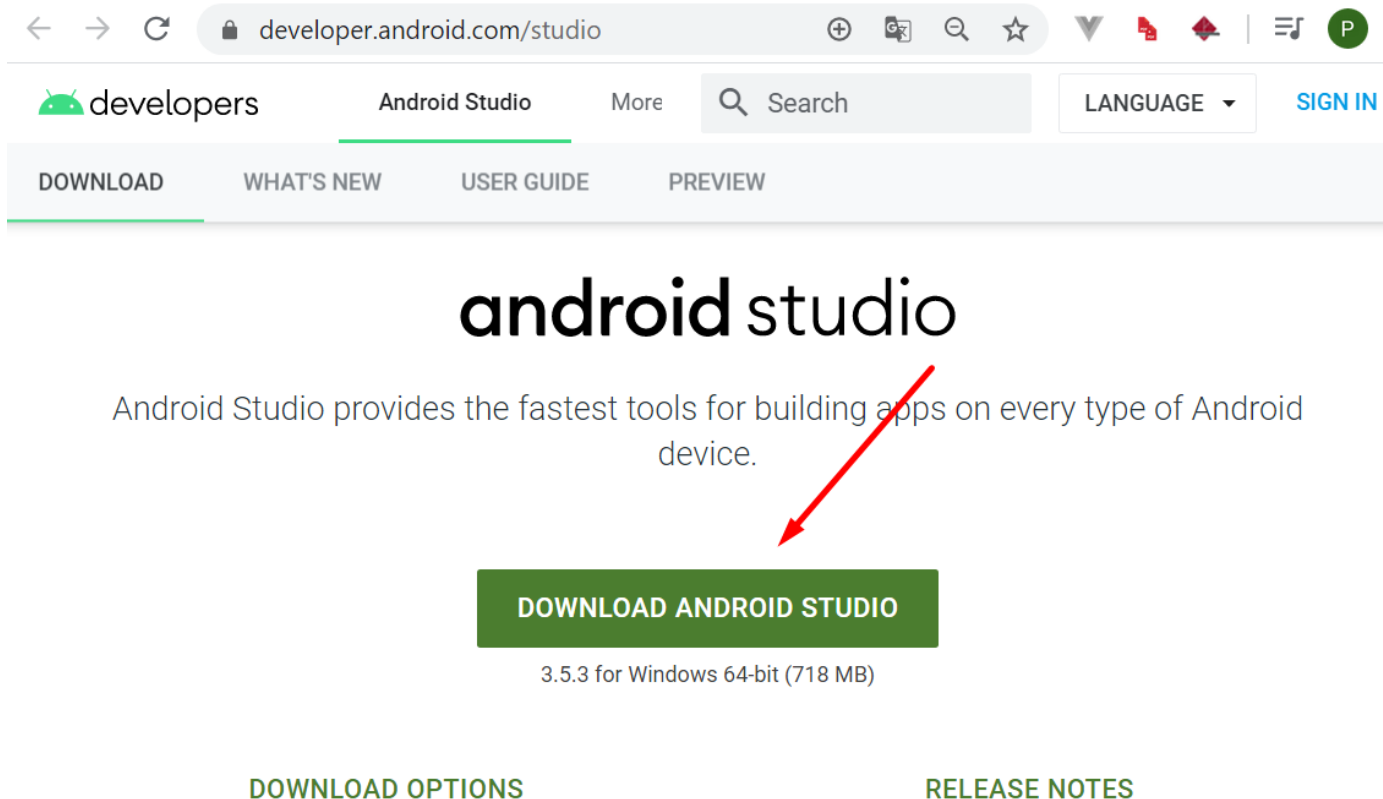 developer.android.com/studio
P
developers Android Studio More Search LANGUAGE SIGN IN
DOWNLOAD WHAT'S NEW USER GUIDE PREVIEW
android studio
Android Studio provides the fastest tools for building apps on every type of Android
device.
DOWNLOAD ANDROID STUDIO
3.5.3 for Windows 64-bit (718 MB)
DOWNLOAD OPTIONS RELEASE NOTES